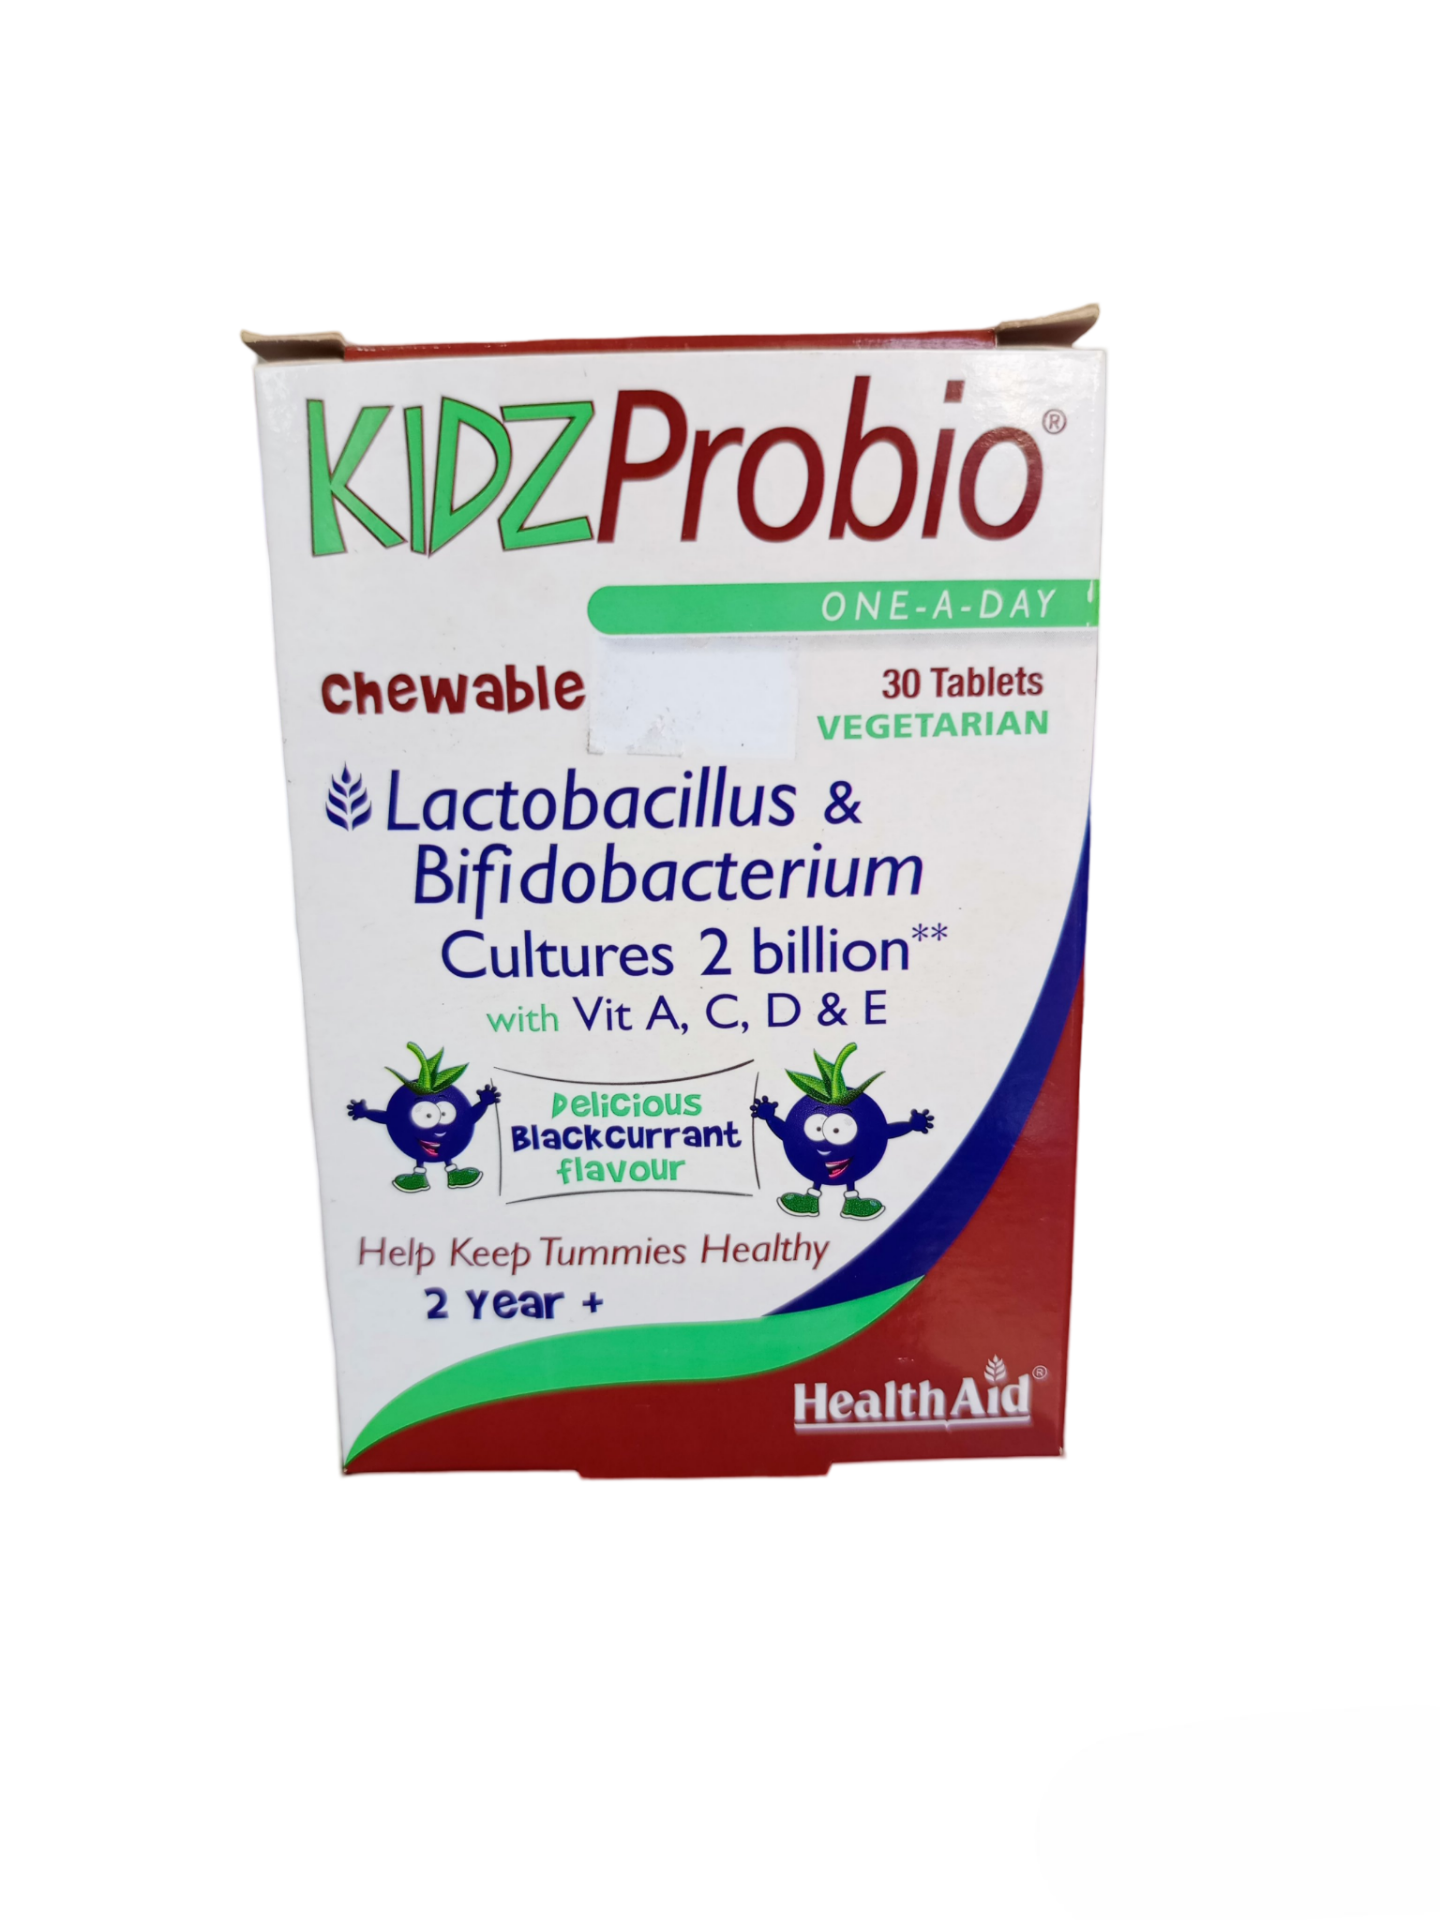 KIDZProbio®
ONE-A-DAY
Chewable
30 Tablets
VEGETARIAN
Lactobacillus &
Bifidobacterium
Cultures 2 billion**
with Vit A, C, D & E
Delicious
Blackcurrant
flavour
Help Keep Tummies Healthy
2 Year +
HealthAid®